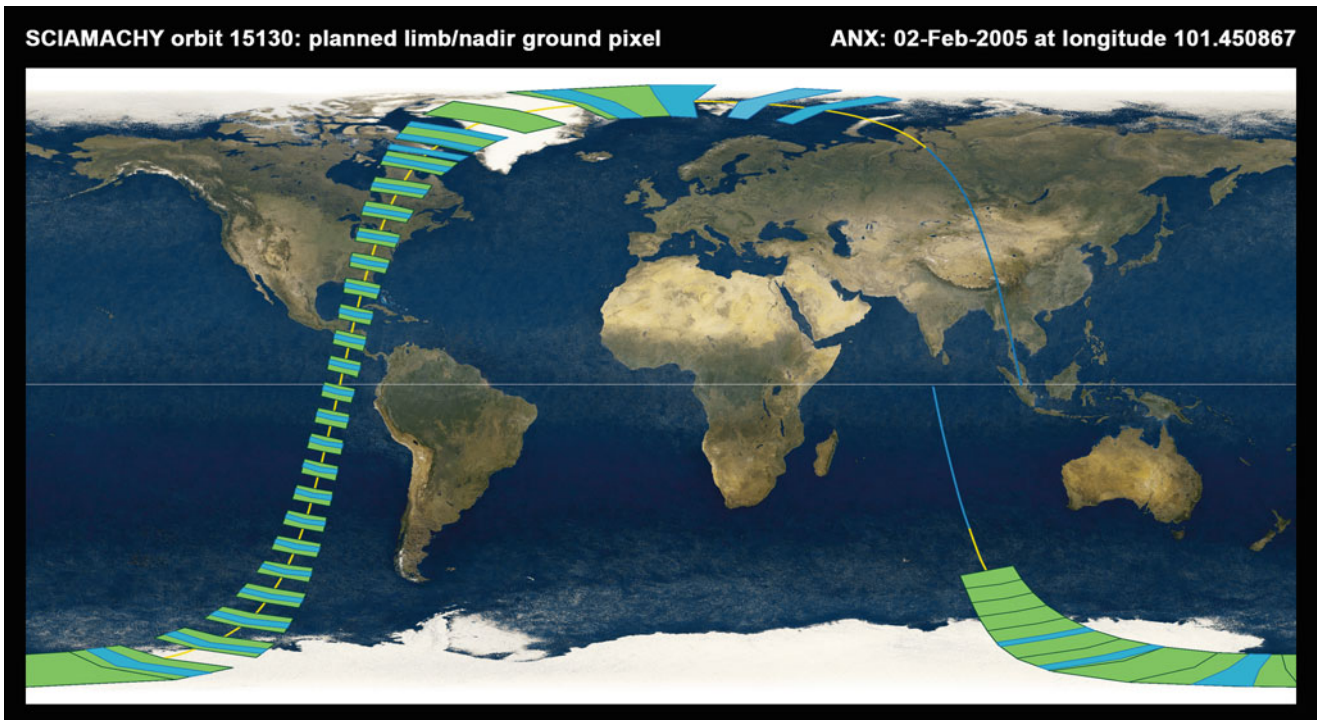 SCIAMACHY orbit 15130: planned limb/nadir ground pixel
ANX: 02-Feb-2005 at longitude 101.450867